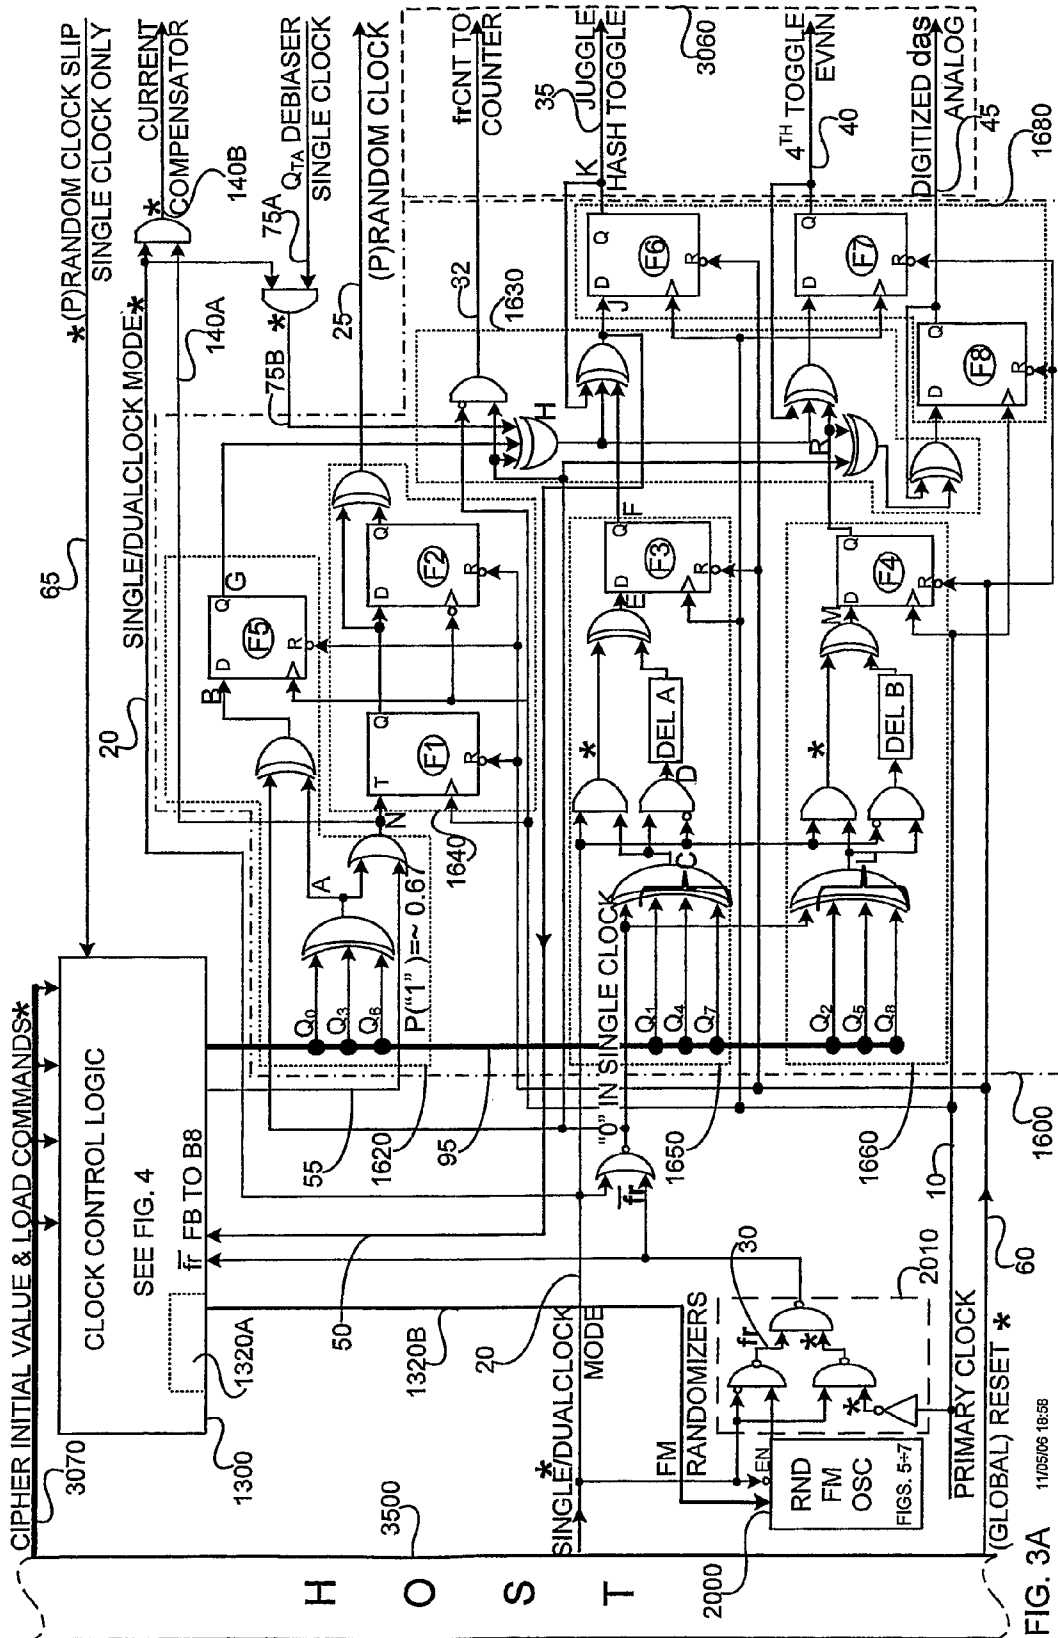 CIPHER INITIAL VALUE & LOAD COMMANDS*
3070
CLOCK CONTROL LOGIC
SEE FIG. 4
fr FB TO B8
1320A
1300
50
1320B
20
3500
HOST
SINGLE/DUALCLOCK
MODE
*
FM
RANDOMIZERS
2000
EN
RND
FM
OSC
FIGS. 5÷7
fr
30
*
*
2010
PRIMARY CLOCK
(GLOBAL) RESET *
10
60
1600
fr
"0" IN SINGLE CLOCK
55
1620
95
1650
1660
65
20
*(P)RANDOM CLOCK SLIP
SINGLE CLOCK ONLY
SINGLE/DUALCLOCK MODE*
140A
*
140B
CURRENT
COMPENSATOR
75A
QTA DEBIASER
SINGLE CLOCK
*
75B
25
(P)RANDOM CLOCK
Q0
Q3
Q6
A
P("1")=~ 0.67
N
B
D
Q
F5
R
G
T
Q
F1
R
1640
D
Q
F2
R
32
frCNT TO
COUNTER
1630
H
Q1
Q4
Q7
C
*
D
DEL A
E
D
Q
F3
R
F
J
D
Q
F6
R
K
35
JUGGLE
HASH TOGGLE
3060
Q2
Q5
Q8
*
DEL B
M
D
Q
F4
R
R
D
Q
F7
R
4TH TOGGLE
EVNN
40
D
Q
F8
R
DIGITIZED das
ANALOG
45
1680
FIG. 3A
11/05/06 18:58